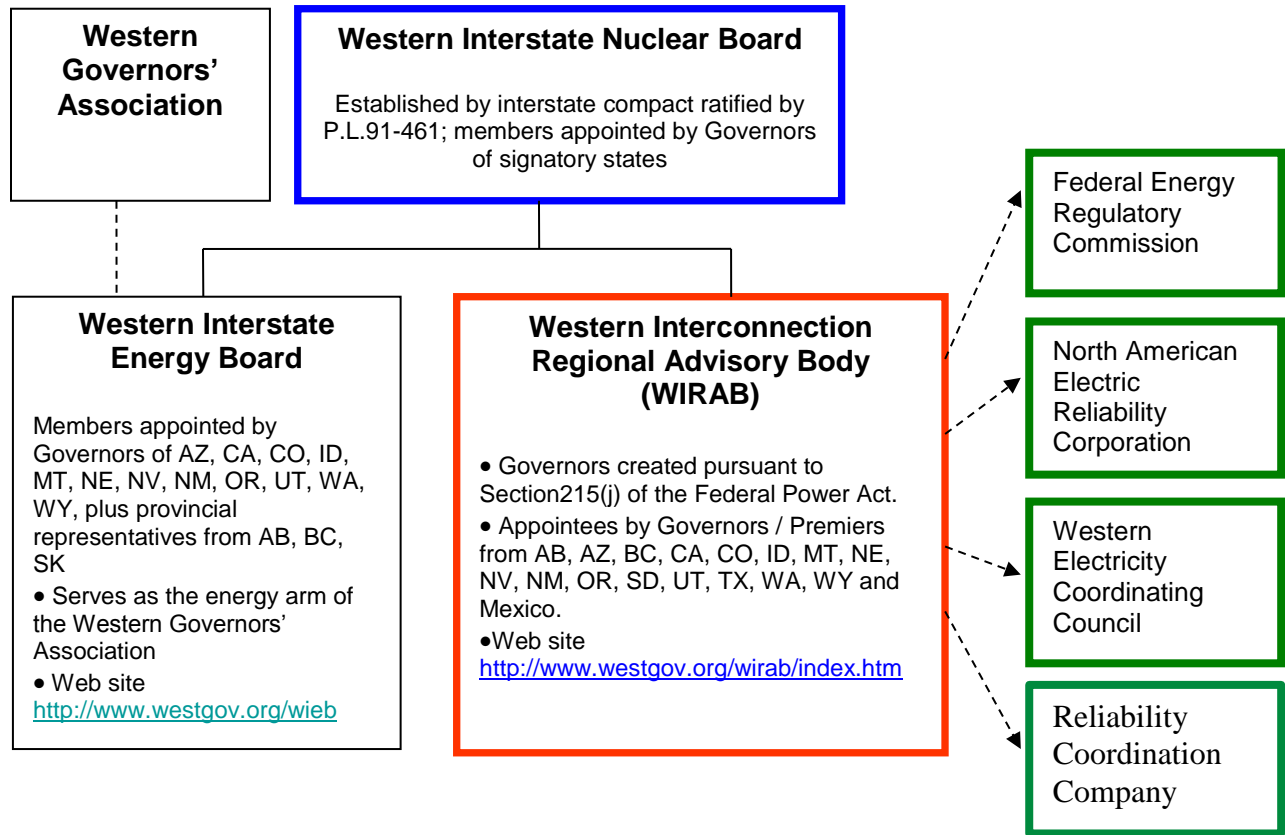 Western
Governors’
Association
Western Interstate Nuclear Board
Established by interstate compact ratified by
P.L.91-461; members appointed by Governors
of signatory states
Western Interstate
Energy Board
Members appointed by
Governors of AZ, CA, CO, ID,
MT, NE, NV, NM, OR, UT, WA,
WY, plus provincial
representatives from AB, BC,
SK
• Serves as the energy arm of
the Western Governors’
Association
• Web site
http://www.westgov.org/wieb
Western Interconnection
Regional Advisory Body
(WIRAB)
• Governors created pursuant to
Section215(j) of the Federal Power Act.
• Appointees by Governors / Premiers
from AB, AZ, BC, CA, CO, ID, MT, NE,
NV, NM, OR, SD, UT, TX, WA, WY and
Mexico.
•Web site
http://www.westgov.org/wirab/index.htm
Federal Energy
Regulatory
Commission
North American
Electric
Reliability
Corporation
Western
Electricity
Coordinating
Council
Reliability
Coordination
Company